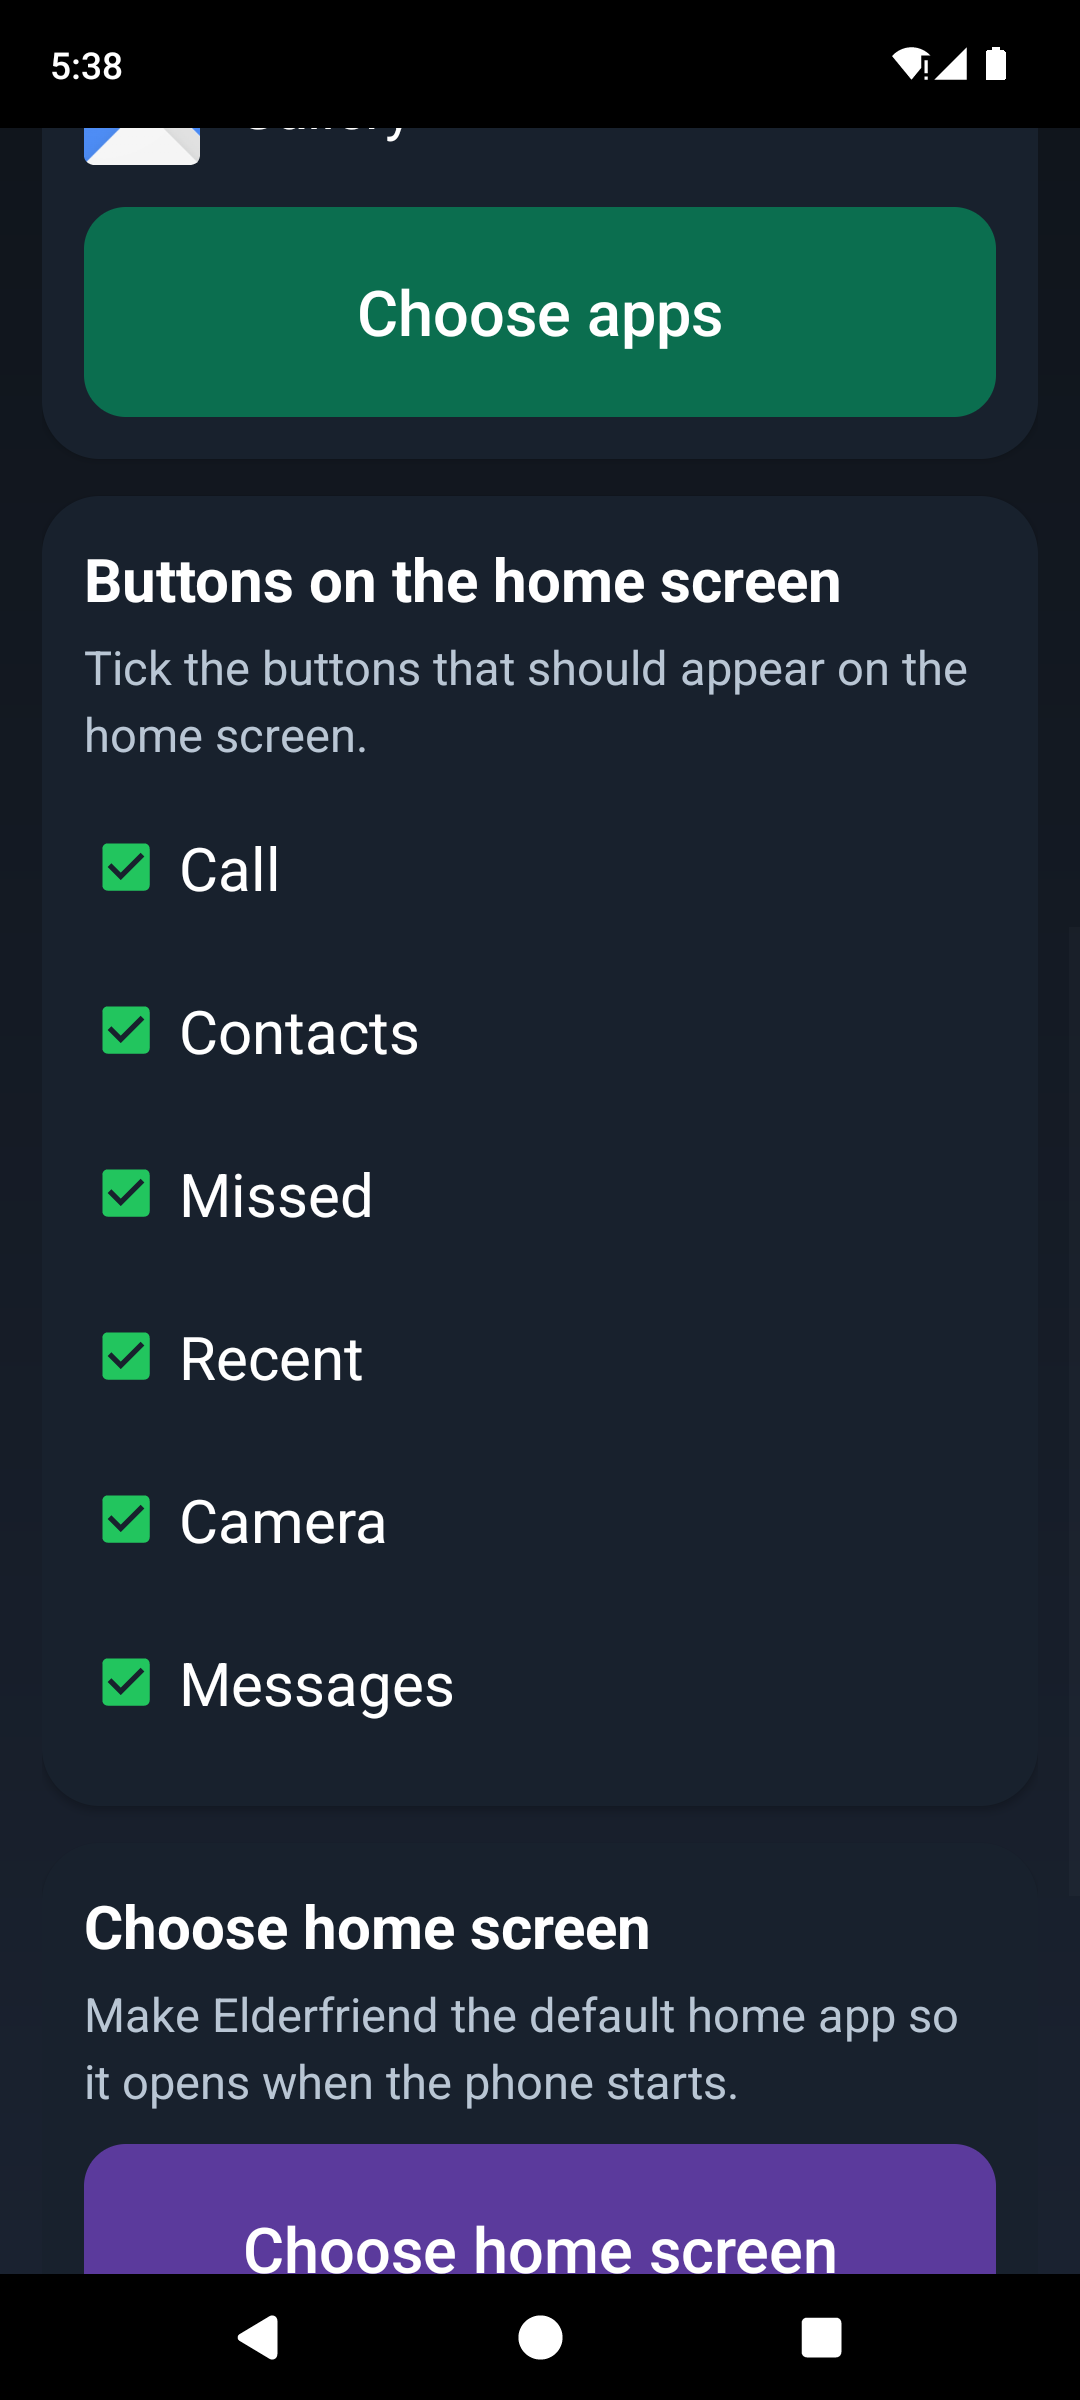 5:38
Gallery
Choose apps
Buttons on the home screen
Tick the buttons that should appear on the
home screen.
Call
Contacts
Missed
Recent
Camera
Messages
Choose home screen
Make Elderfriend the default home app so
it opens when the phone starts.
Choose home screen